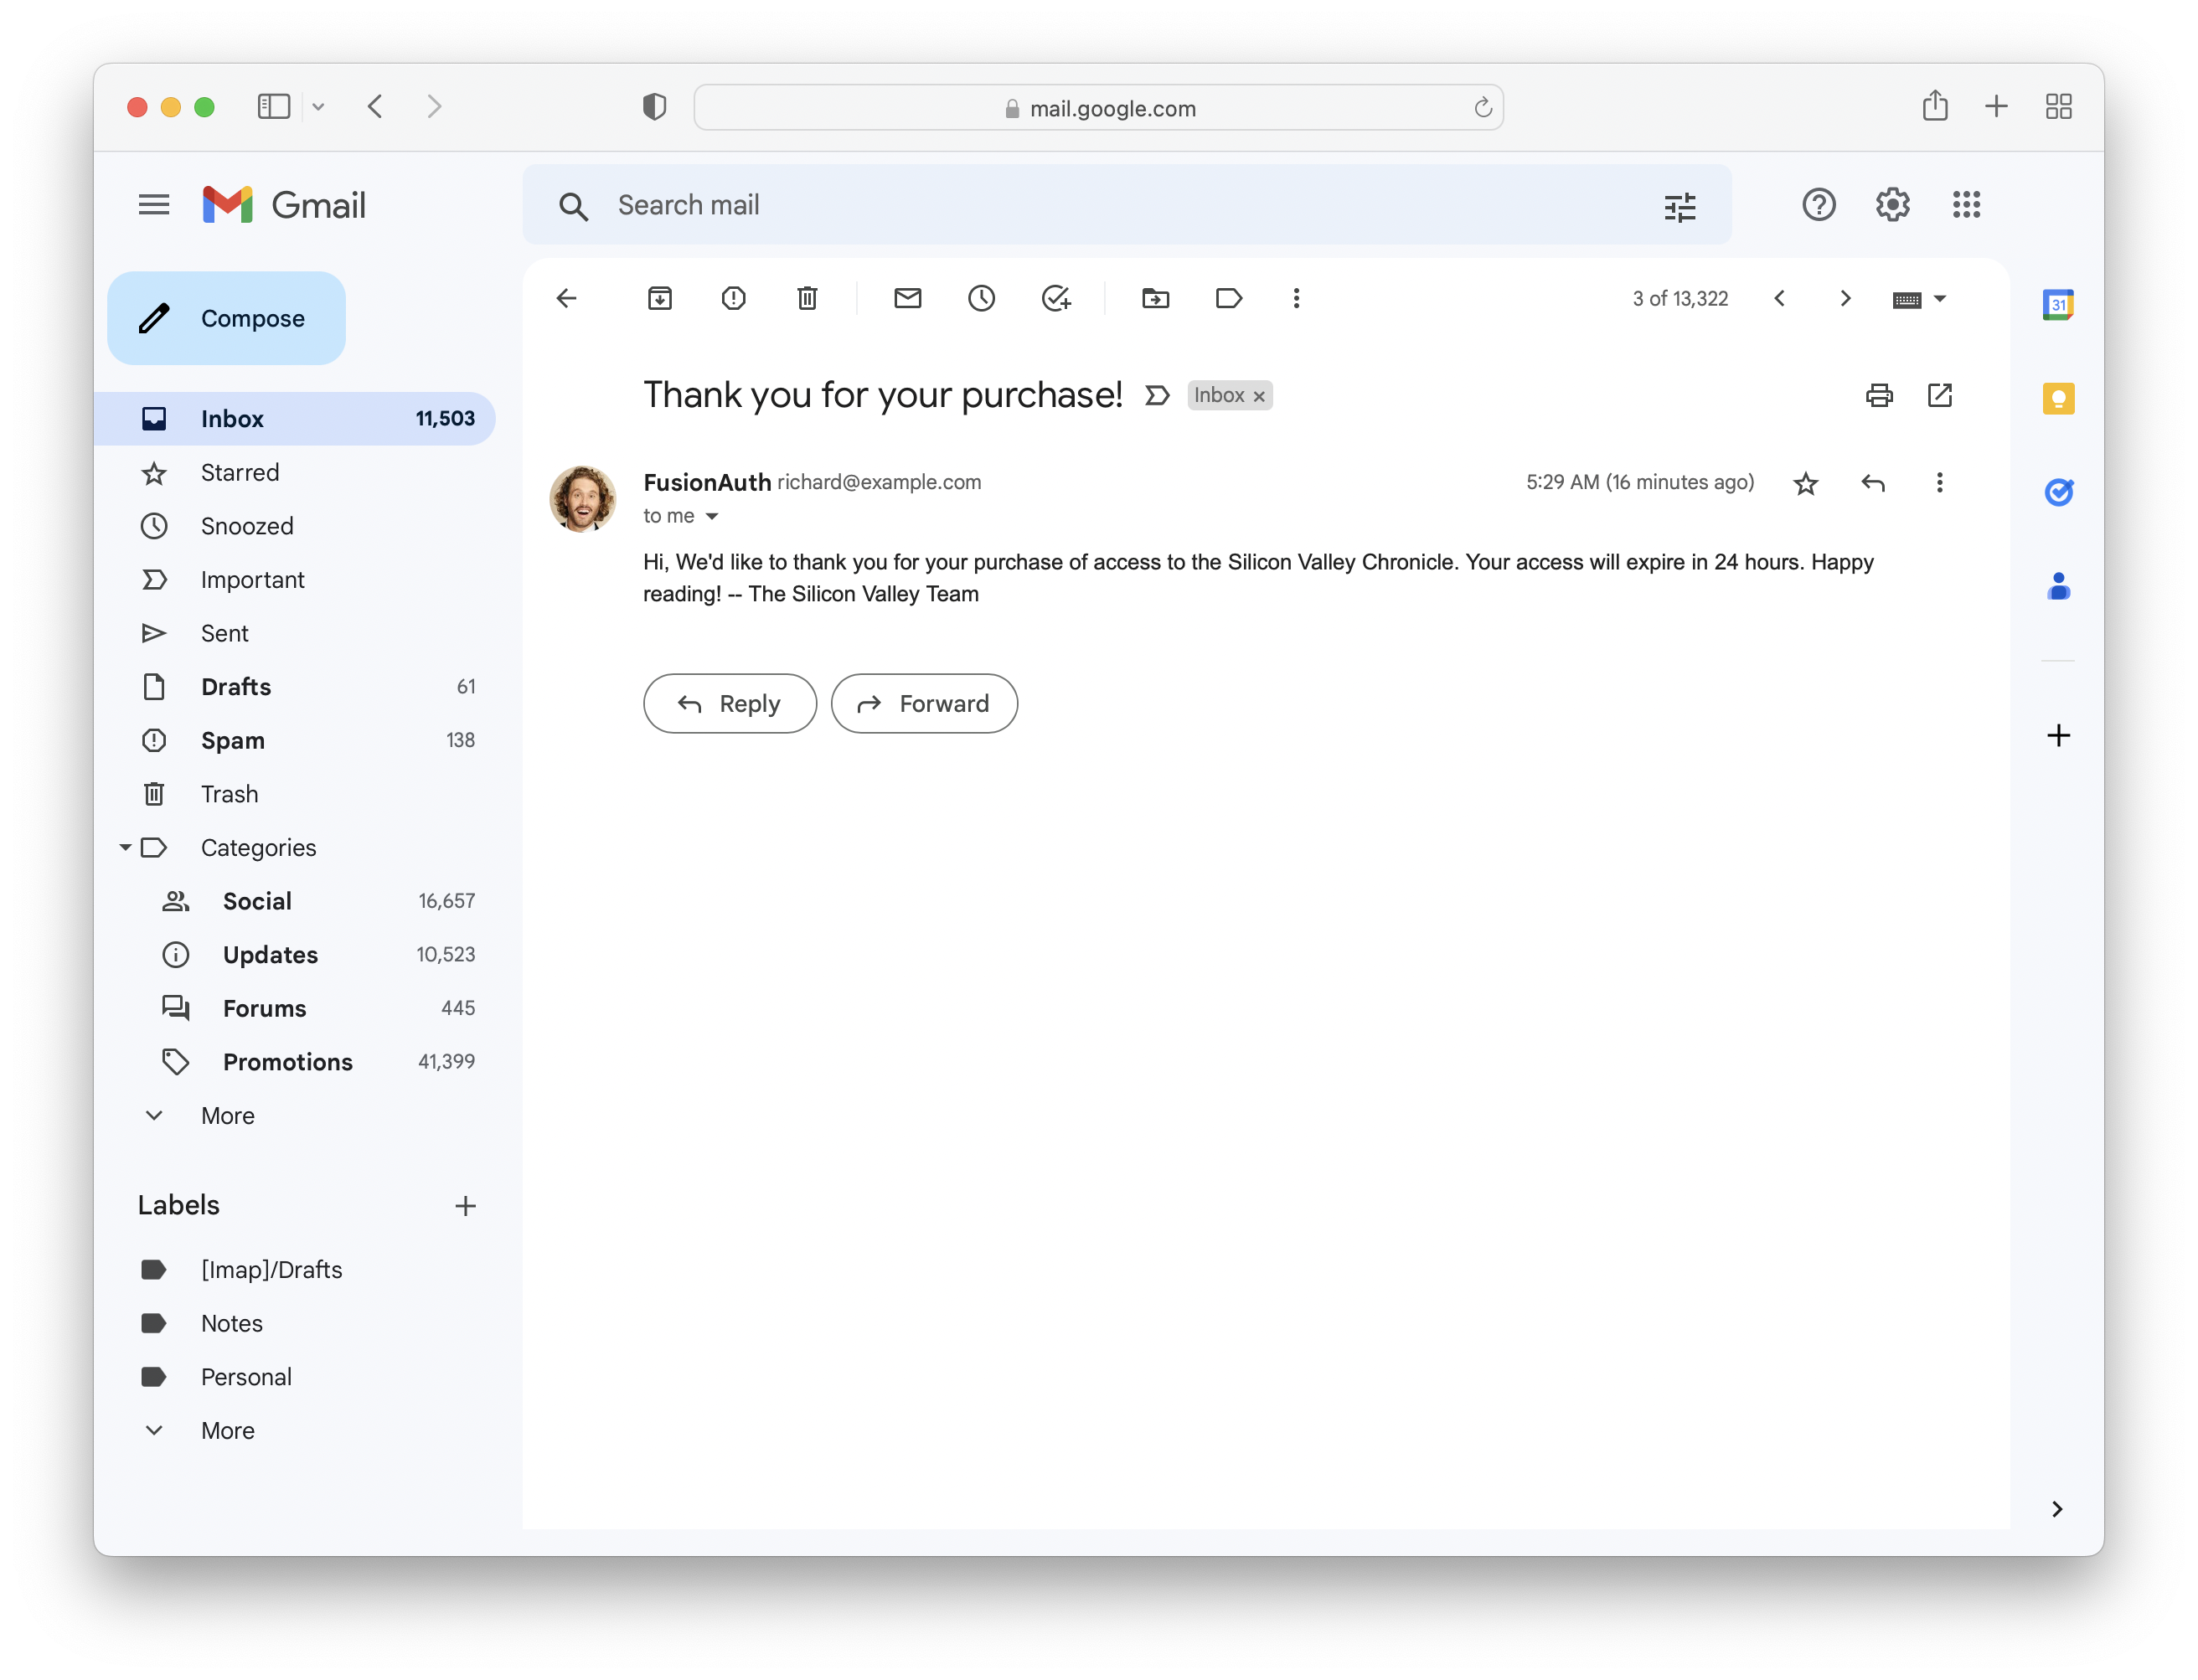 mail.google.com
Gmail
Search mail
Compose
3 of 13,322
31
Inbox 11,503
Starred
Snoozed
Important
Sent
Drafts 61
Spam 138
Trash
Categories
Social 16,657
Updates 10,523
Forums 445
Promotions 41,399
More
Labels
[Imap]/Drafts
Notes
Personal
More
Thank you for your purchase!
Inbox ×
FusionAuth richard@example.com
5:29 AM (16 minutes ago)
to me
Hi, We'd like to thank you for your purchase of access to the Silicon Valley Chronicle. Your access will expire in 24 hours. Happy
reading! -- The Silicon Valley Team
Reply
Forward